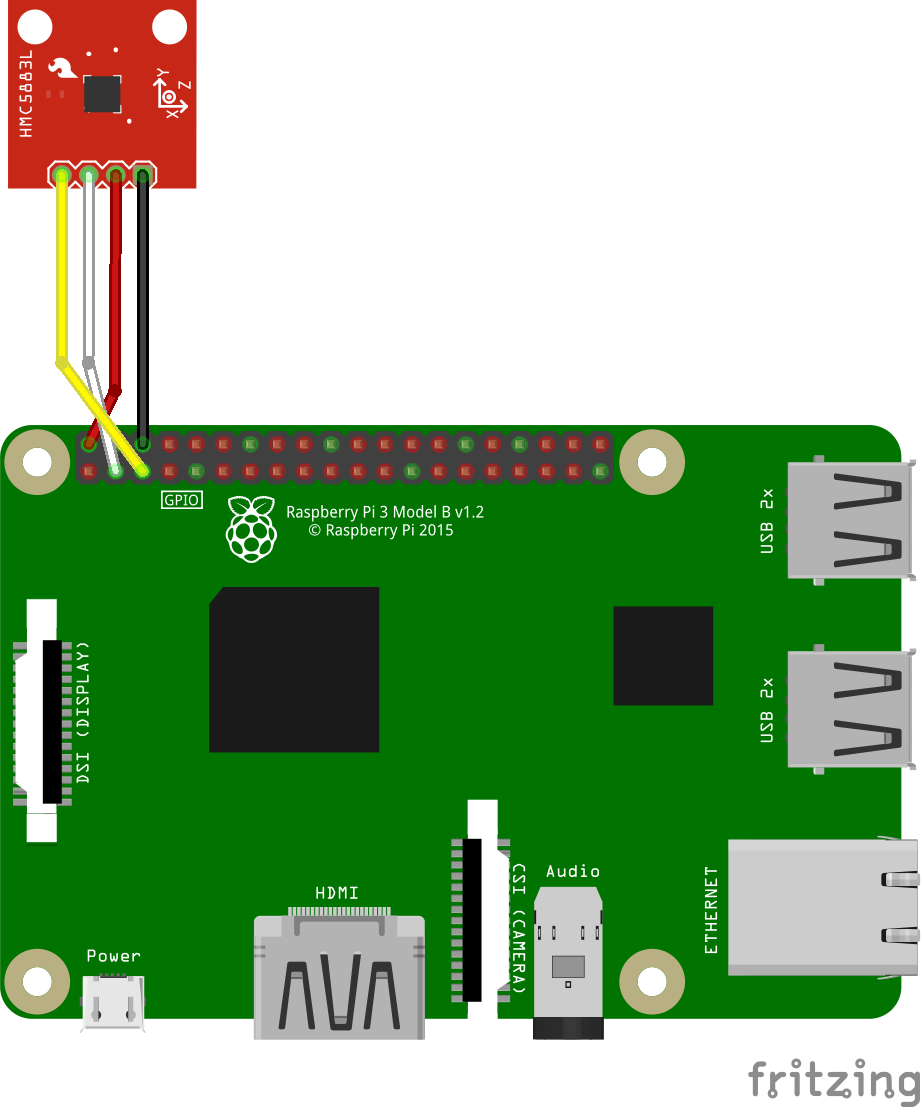 HMC5883L
Y
Z
X
GPIO
Raspberry Pi 3 Model B v1.2
© Raspberry Pi 2015
USB 2x
DSI (DISPLAY)
USB 2x
HDMI
CSI (CAMERA)
Audio
ETHERNET
Power
fritzing